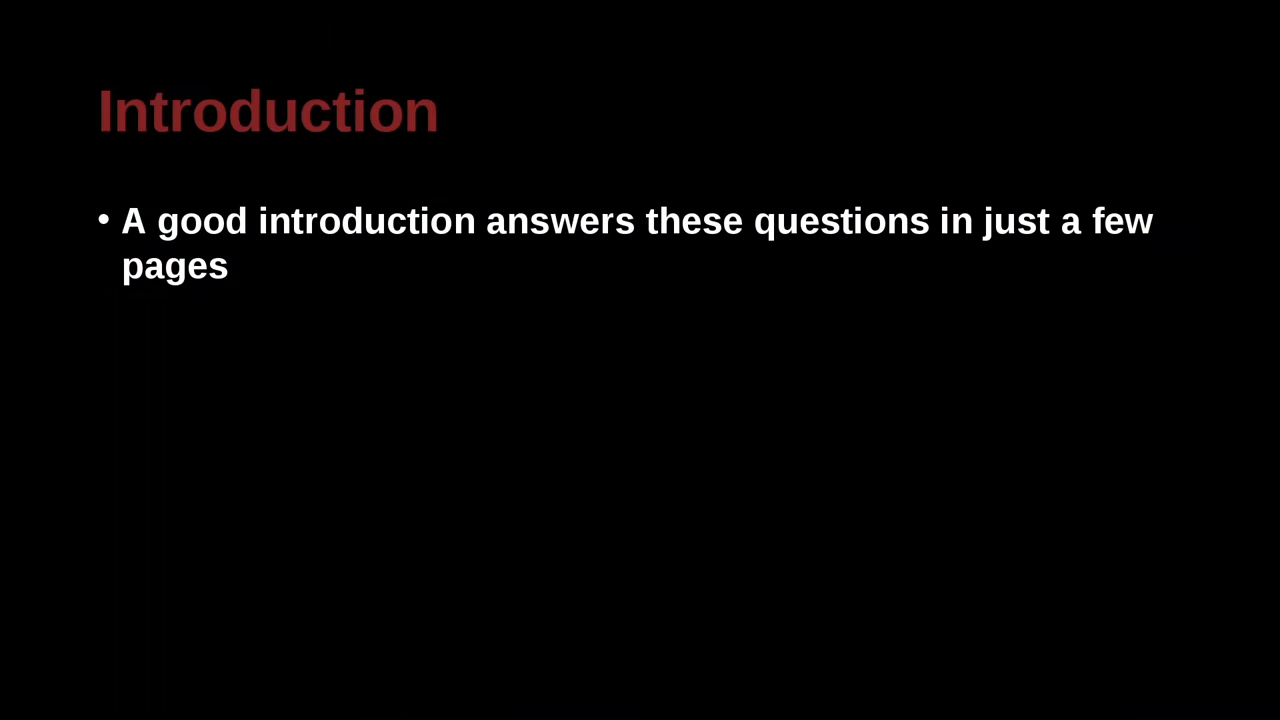 Introduction
• A good introduction answers these questions in just a few
pages